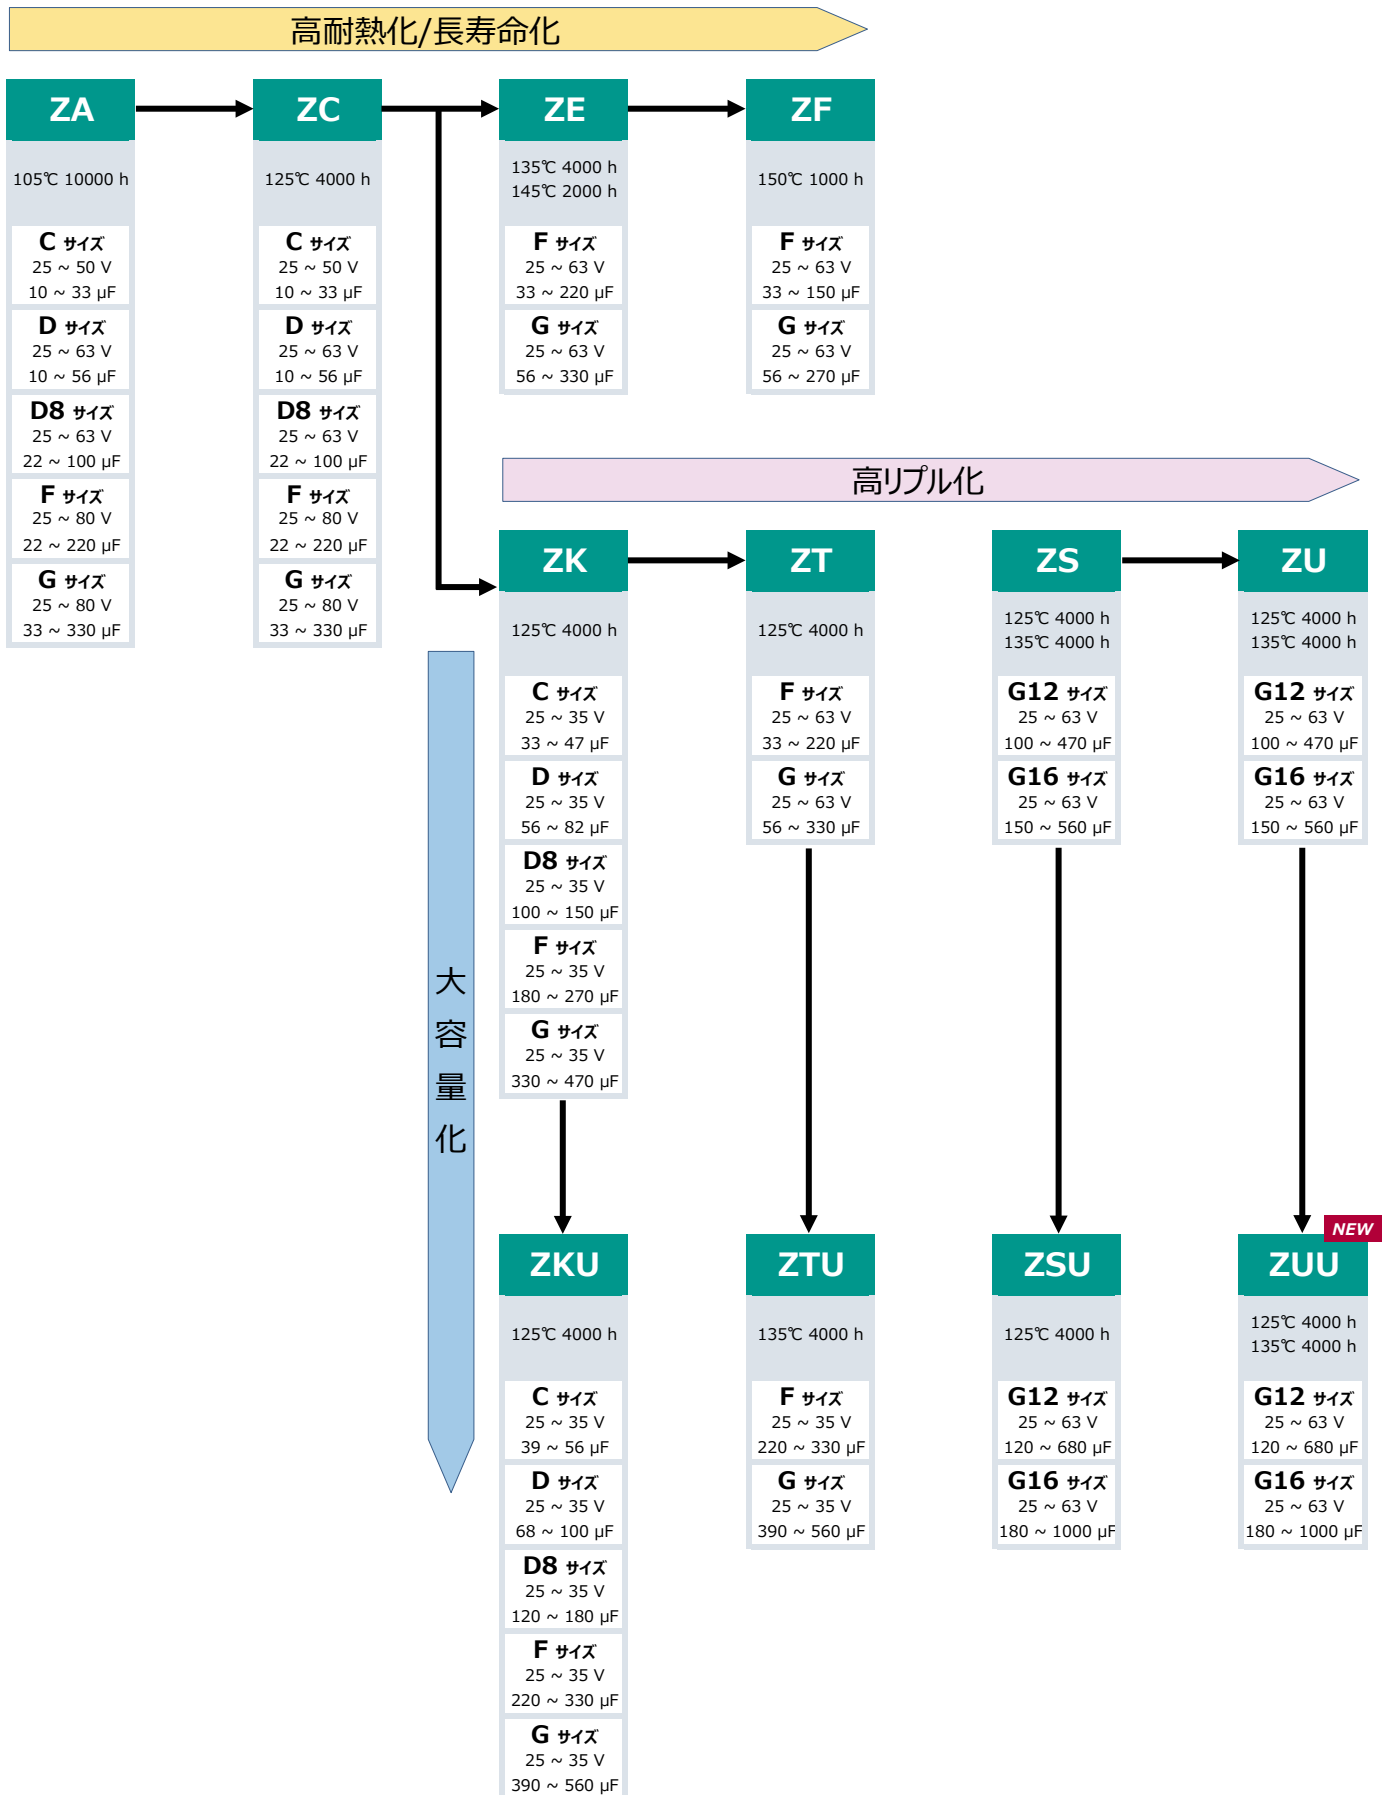 高耐熱化/長寿命化
ZA
105℃ 10000 h
C サイズ
25 ~ 50 V
10 ~ 33 μF
D サイズ
25 ~ 63 V
10 ~ 56 μF
D8 サイズ
25 ~ 63 V
22 ~ 100 μF
F サイズ
25 ~ 80 V
22 ~ 220 μF
G サイズ
25 ~ 80 V
33 ~ 330 μF
ZC
125℃ 4000 h
C サイズ
25 ~ 50 V
10 ~ 33 μF
D サイズ
25 ~ 63 V
10 ~ 56 μF
D8 サイズ
25 ~ 63 V
22 ~ 100 μF
F サイズ
25 ~ 80 V
22 ~ 220 μF
G サイズ
25 ~ 80 V
33 ~ 330 μF
ZE
135℃ 4000 h
145℃ 2000 h
F サイズ
25 ~ 63 V
33 ~ 220 μF
G サイズ
25 ~ 63 V
56 ~ 330 μF
ZF
150℃ 1000 h
F サイズ
25 ~ 63 V
33 ~ 150 μF
G サイズ
25 ~ 63 V
56 ~ 270 μF
高リプル化
大容量化
ZK
125℃ 4000 h
C サイズ
25 ~ 35 V
33 ~ 47 μF
D サイズ
25 ~ 35 V
56 ~ 82 μF
D8 サイズ
25 ~ 35 V
100 ~ 150 μF
F サイズ
25 ~ 35 V
180 ~ 270 μF
G サイズ
25 ~ 35 V
330 ~ 470 μF
ZT
125℃ 4000 h
F サイズ
25 ~ 63 V
33 ~ 220 μF
G サイズ
25 ~ 63 V
56 ~ 330 μF
ZS
125℃ 4000 h
135℃ 4000 h
G12 サイズ
25 ~ 63 V
100 ~ 470 μF
G16 サイズ
25 ~ 63 V
150 ~ 560 μF
ZU
125℃ 4000 h
135℃ 4000 h
G12 サイズ
25 ~ 63 V
100 ~ 470 μF
G16 サイズ
25 ~ 63 V
150 ~ 560 μF
ZKU
125℃ 4000 h
C サイズ
25 ~ 35 V
39 ~ 56 μF
D サイズ
25 ~ 35 V
68 ~ 100 μF
D8 サイズ
25 ~ 35 V
120 ~ 180 μF
F サイズ
25 ~ 35 V
220 ~ 330 μF
G サイズ
25 ~ 35 V
390 ~ 560 μF
ZTU
135℃ 4000 h
F サイズ
25 ~ 35 V
220 ~ 330 μF
G サイズ
25 ~ 35 V
390 ~ 560 μF
ZSU
125℃ 4000 h
G12 サイズ
25 ~ 63 V
120 ~ 680 μF
G16 サイズ
25 ~ 63 V
180 ~ 1000 μF
NEW
ZUU
125℃ 4000 h
135℃ 4000 h
G12 サイズ
25 ~ 63 V
120 ~ 680 μF
G16 サイズ
25 ~ 63 V
180 ~ 1000 μF